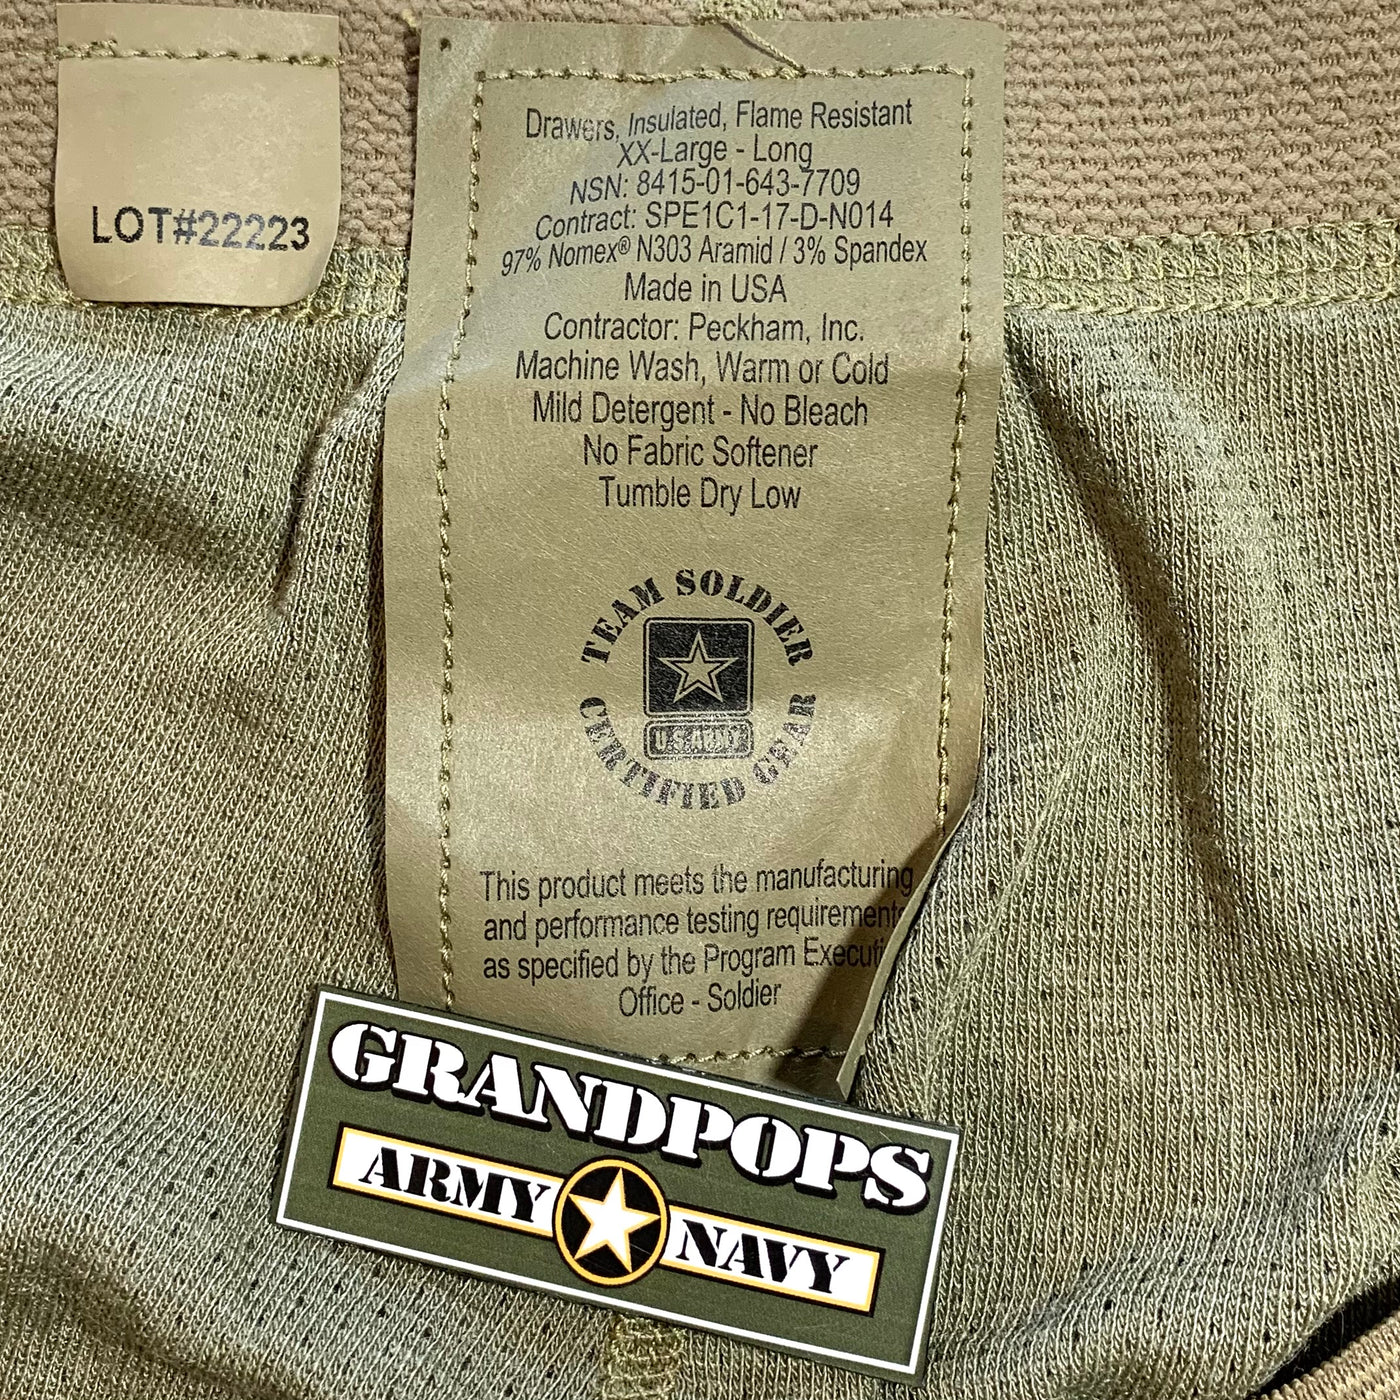 LOT#22223
Drawers, Insulated, Flame Resistant
XX-Large - Long
NSN: 8415-01-643-7709
Contract: SPE1C1-17-D-N014
97% Nomex® N303 Aramid / 3% Spandex
Made in USA
Contractor: Peckham, Inc.
Machine Wash, Warm or Cold
Mild Detergent - No Bleach
No Fabric Softener
Tumble Dry Low
TEAM SOLDIER
U.S.ARMY
CERTIFIED GEAR
This product meets the manufacturing
and performance testing requirements
as specified by the Program Executi
Office - Soldier
GRANDPOPS
ARMY NAVY